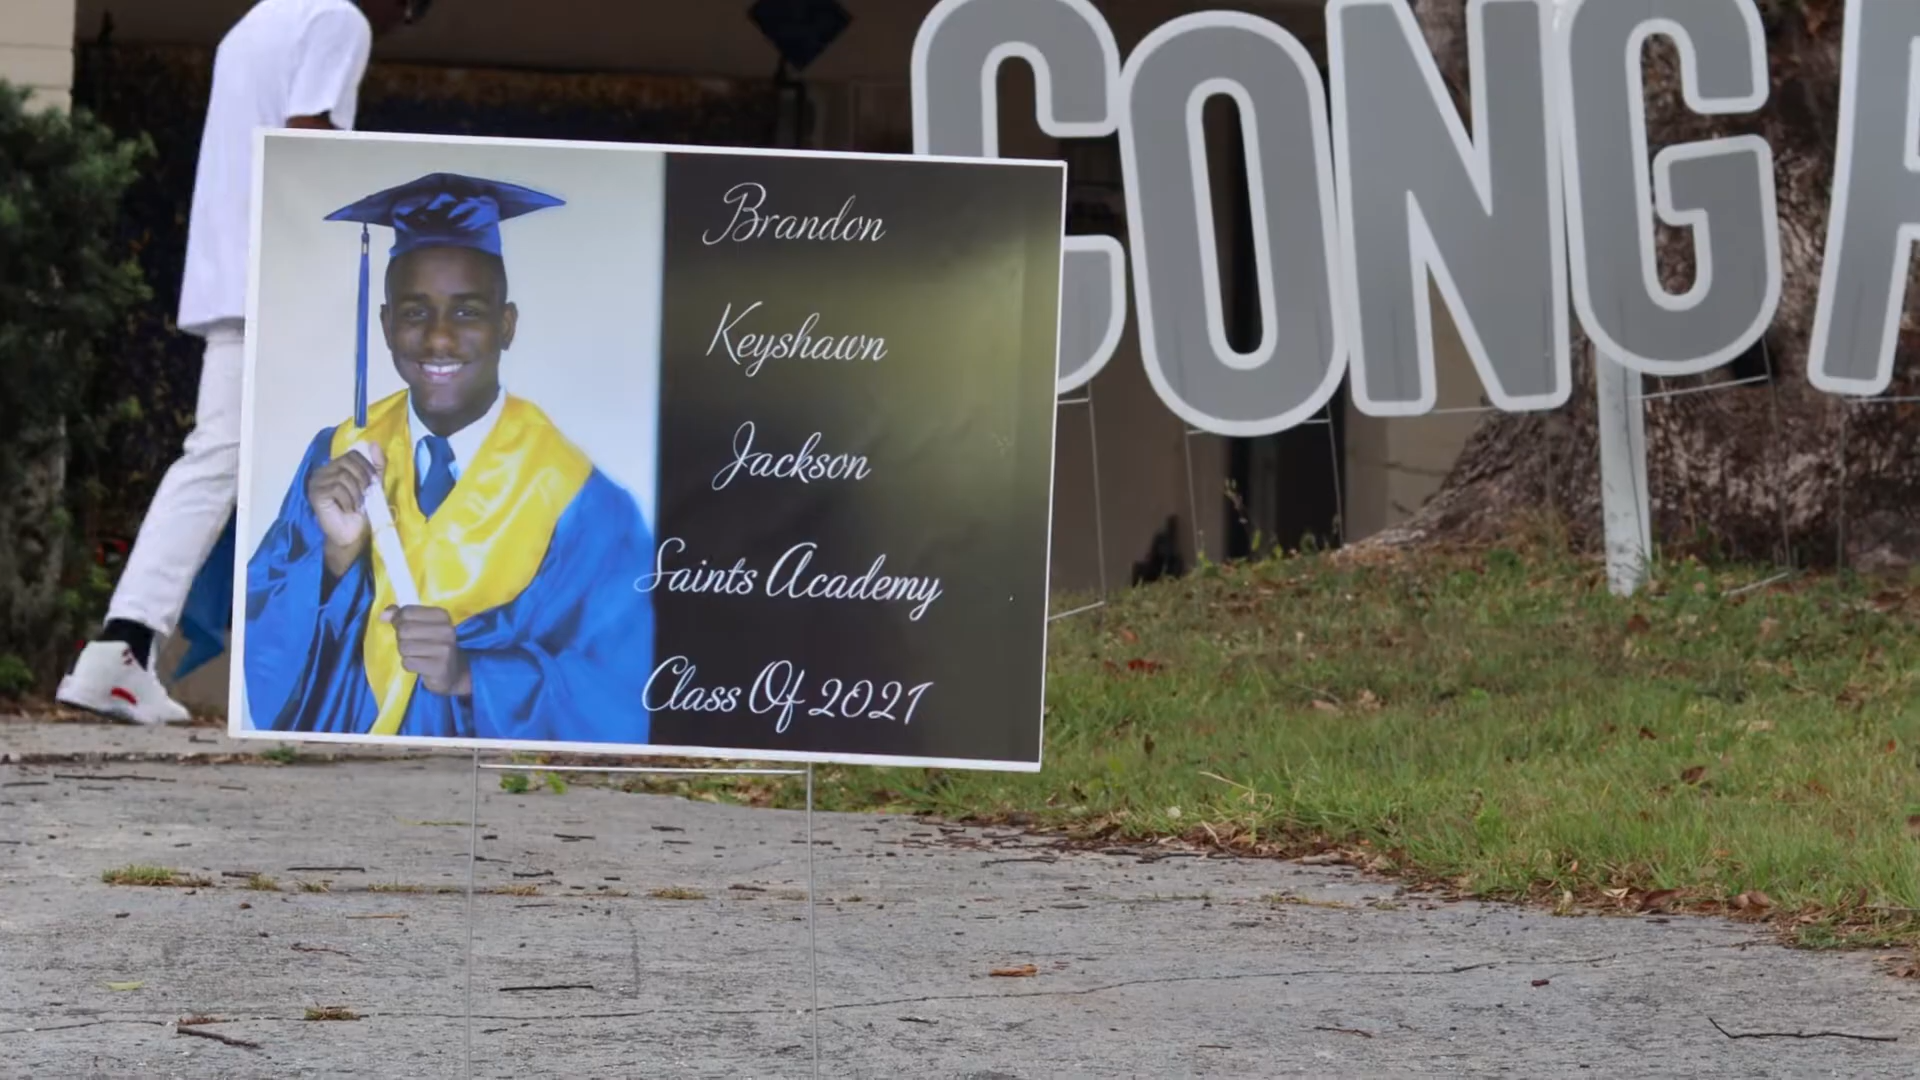 Brandon
Keyshawn
Jackson
Saints Academy
Class Of 2021
CONG